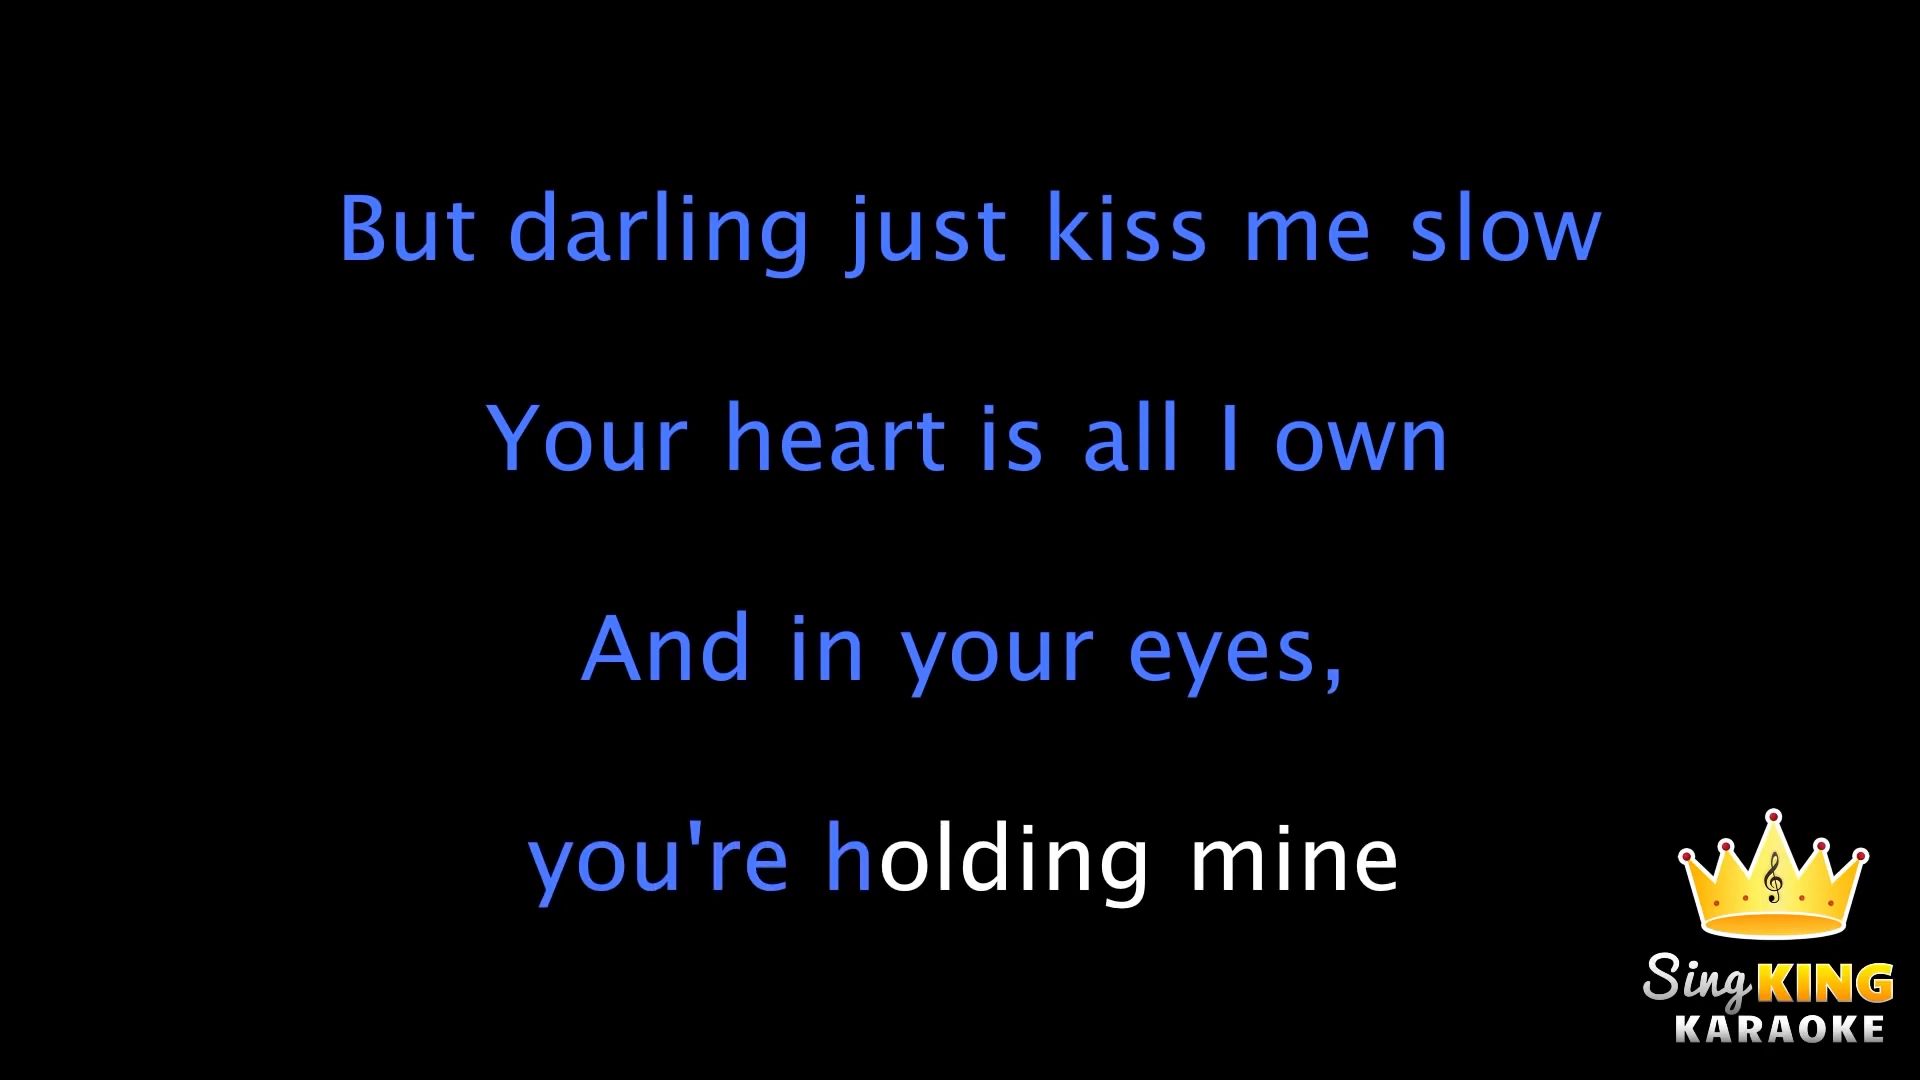 But darling just kiss me slow
Your heart is all I own
And in your eyes,
you're holding mine
Sing KING
KARAOKE